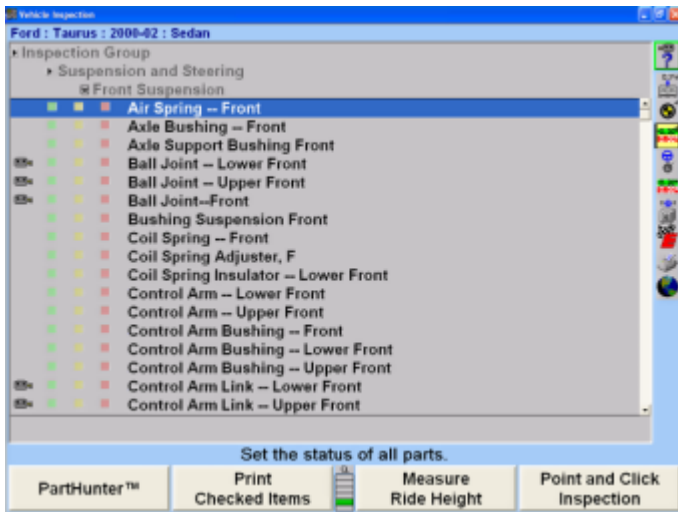 Vehicle Inspection
Ford : Taurus : 2000-02 : Sedan
Inspection Group
Suspension and Steering
Front Suspension
Air Spring -- Front
Axle Bushing -- Front
Axle Support Bushing Front
Ball Joint -- Lower Front
Ball Joint -- Upper Front
Ball Joint--Front
Bushing Suspension Front
Coil Spring -- Front
Coil Spring Adjuster, F
Coil Spring Insulator -- Lower Front
Control Arm -- Lower Front
Control Arm -- Upper Front
Control Arm Bushing -- Front
Control Arm Bushing -- Lower Front
Control Arm Bushing -- Upper Front
Control Arm Link -- Lower Front
Control Arm Link -- Upper Front
Set the status of all parts.
PartHunter™
Print
Checked Items
Measure
Ride Height
Point and Click
Inspection